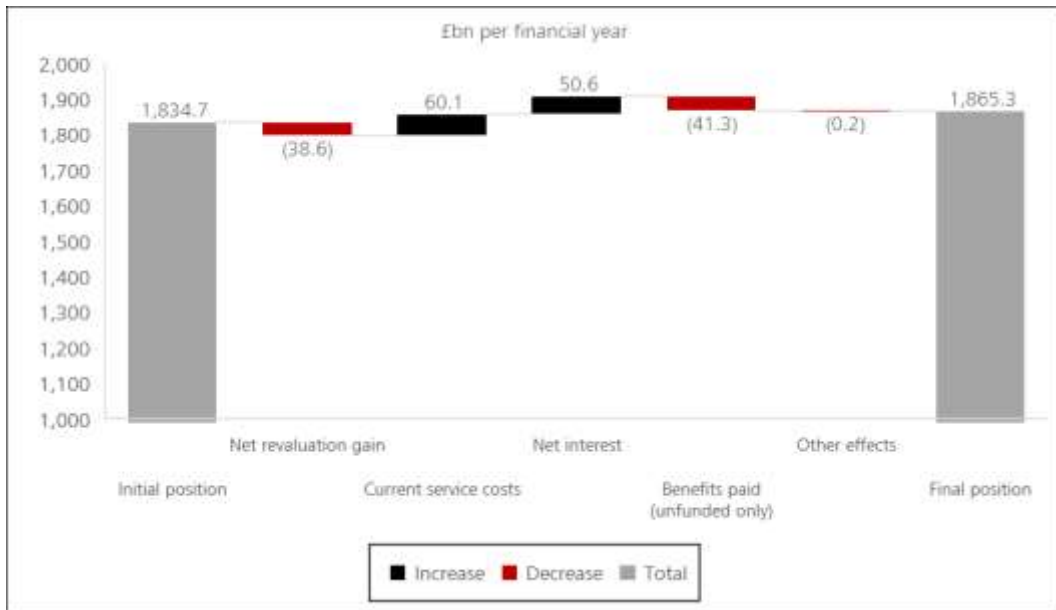 £bn per financial year
2,000
1,900
1,800
1,700
1,600
1,500
1,400
1,300
1,200
1,100
1,000
1,834.7
(38.6)
60.1
50.6
(41.3)
(0.2)
1,865.3
Net revaluation gain
Net interest
Other effects
Initial position
Current service costs
Benefits paid
(unfunded only)
Final position
Increase
Decrease
Total